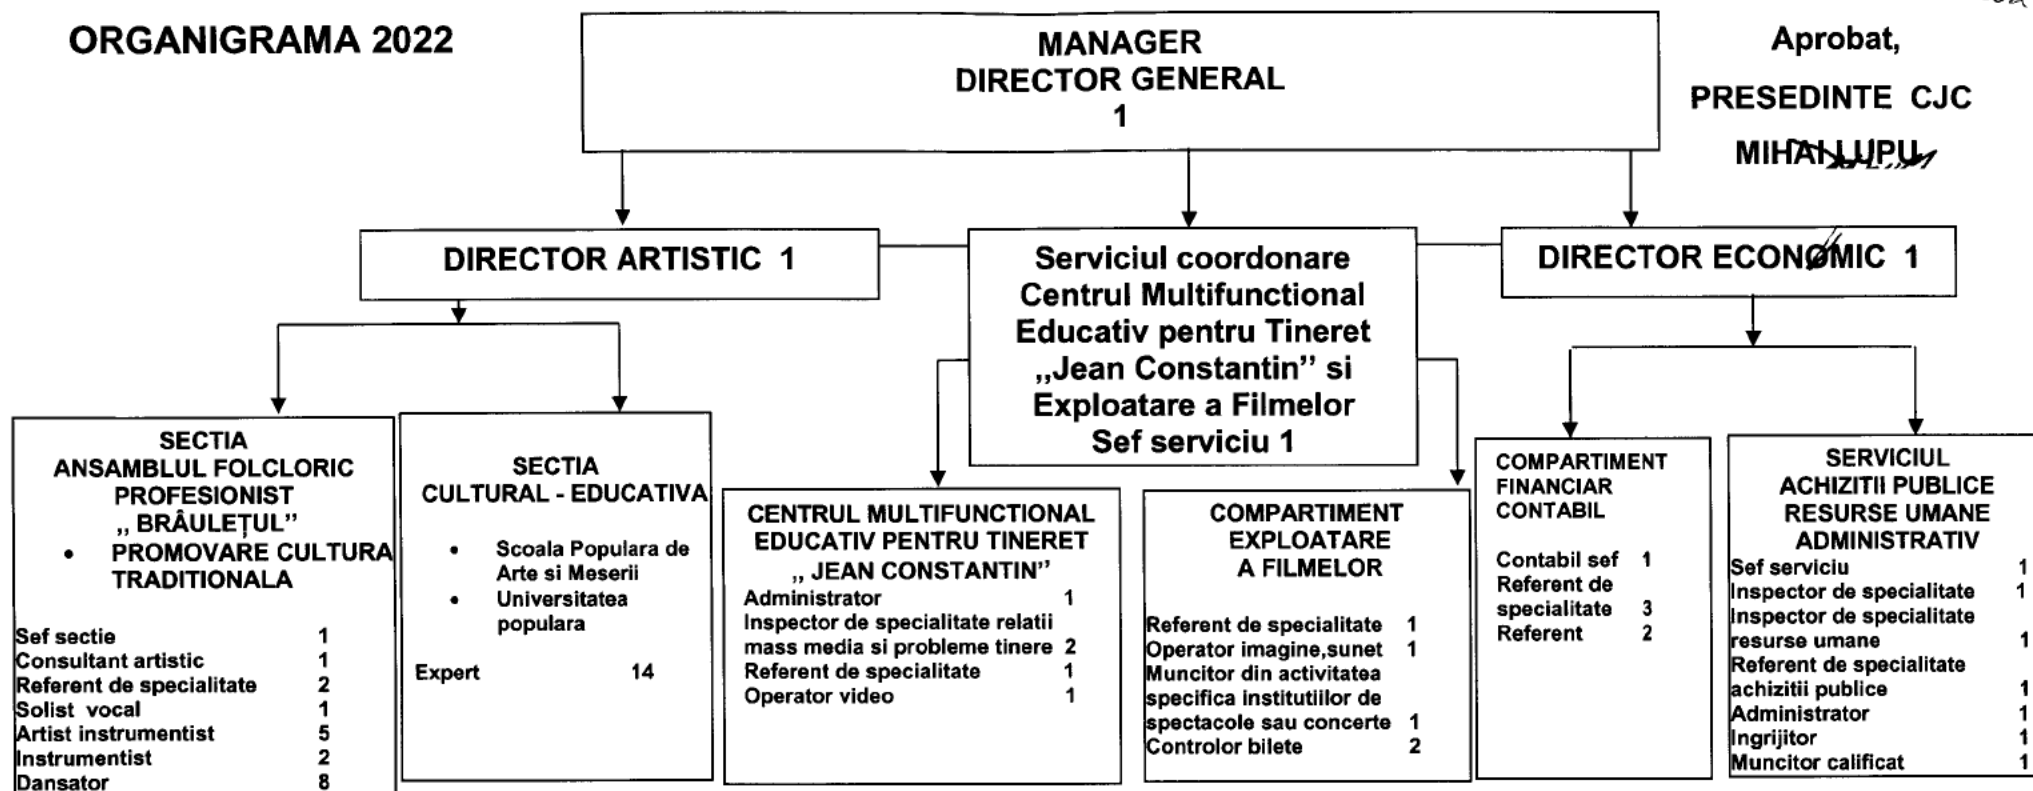 ORGANIGRAMA 2022
MANAGER
DIRECTOR GENERAL
1
Aprobat,
PRESEDINTE CJC
MIHAI LUPU
DIRECTOR ARTISTIC 1
Serviciul coordonare
Centrul Multifunctional
Educativ pentru Tineret
,,Jean Constantin” si
Exploatare a Filmelor
Sef serviciu 1
DIRECTOR ECONOMIC 1
SECTIA
ANSAMBLUL FOLCLORIC
PROFESIONIST
,, BRÂULEȚUL”
• PROMOVARE CULTURA
TRADITIONALA
Sef sectie 1
Consultant artistic 1
Referent de specialitate 2
Solist vocal 1
Artist instrumentist 5
Instrumentist 2
Dansator 8
SECTIA
CULTURAL - EDUCATIVA
• Scoala Populara de
Arte si Meserii
• Universitatea
populara
Expert 14
CENTRUL MULTIFUNCTIONAL
EDUCATIV PENTRU TINERET
,, JEAN CONSTANTIN”
Administrator 1
Inspector de specialitate relatii
mass media si probleme tinere 2
Referent de specialitate 1
Operator video 1
COMPARTIMENT
EXPLOATARE
A FILMELOR
Referent de specialitate 1
Operator imagine,sunet 1
Muncitor din activitatea
specifica institutiilor de
spectacole sau concerte 1
Controlor bilete 2
COMPARTIMENT
FINANCIAR
CONTABIL
Contabil sef 1
Referent de
specialitate 3
Referent 2
SERVICIUL
ACHIZITII PUBLICE
RESURSE UMANE
ADMINISTRATIV
Sef serviciu 1
Inspector de specialitate 1
Inspector de specialitate
resurse umane 1
Referent de specialitate
achizitii publice 1
Administrator 1
Ingrijitor 1
Muncitor calificat 1